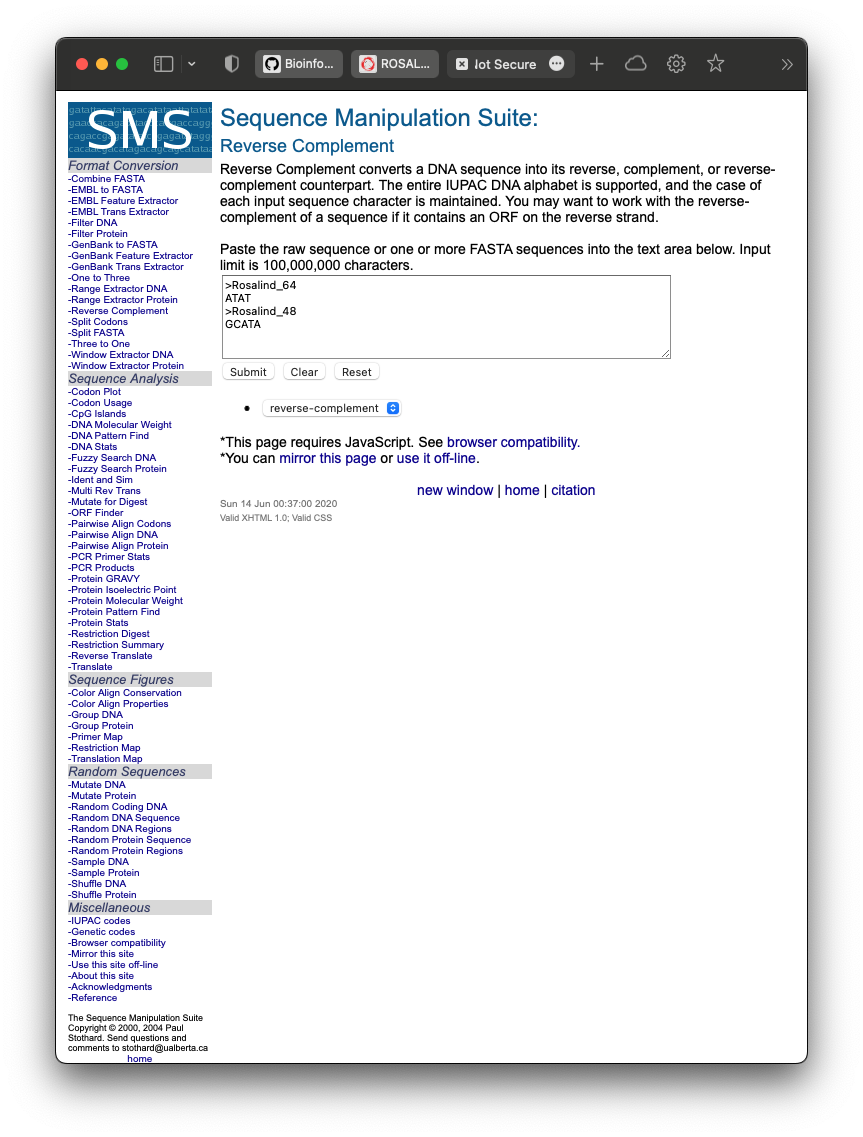 Bioinfo...
ROSAL...
Not Secure
SMS
Format Conversion
-Combine FASTA
-EMBL to FASTA
-EMBL Feature Extractor
-EMBL Trans Extractor
-Filter DNA
-Filter Protein
-GenBank to FASTA
-GenBank Feature Extractor
-GenBank Trans Extractor
-One to Three
-Range Extractor DNA
-Range Extractor Protein
-Reverse Complement
-Split Codons
-Split FASTA
-Three to One
-Window Extractor DNA
-Window Extractor Protein
Sequence Analysis
-Codon Plot
-Codon Usage
-CpG Islands
-DNA Molecular Weight
-DNA Pattern Find
-DNA Stats
-Fuzzy Search DNA
-Fuzzy Search Protein
-Ident and Sim
-Multi Rev Trans
-Mutate for Digest
-ORF Finder
-Pairwise Align Codons
-Pairwise Align DNA
-Pairwise Align Protein
-PCR Primer Stats
-PCR Products
-Protein GRAVY
-Protein Isoelectric Point
-Protein Molecular Weight
-Protein Pattern Find
-Protein Stats
-Restriction Digest
-Restriction Summary
-Reverse Translate
-Translate
Sequence Figures
-Color Align Conservation
-Color Align Properties
-Group DNA
-Group Protein
-Primer Map
-Restriction Map
-Translation Map
Random Sequences
-Mutate DNA
-Mutate Protein
-Random Coding DNA
-Random DNA Sequence
-Random DNA Regions
-Random Protein Sequence
-Random Protein Regions
-Sample DNA
-Sample Protein
-Shuffle DNA
-Shuffle Protein
Miscellaneous
-IUPAC codes
-Genetic codes
-Browser compatibility
-Mirror this site
-Use this site off-line
-About this site
-Acknowledgments
-Reference
The Sequence Manipulation Suite
Copyright © 2000, 2004 Paul
Stothard. Send questions and
comments to stothard@ualberta.ca
home
Sequence Manipulation Suite:
Reverse Complement
Reverse Complement converts a DNA sequence into its reverse, complement, or reverse-
complement counterpart. The entire IUPAC DNA alphabet is supported, and the case of
each input sequence character is maintained. You may want to work with the reverse-
complement of a sequence if it contains an ORF on the reverse strand.
Paste the raw sequence or one or more FASTA sequences into the text area below. Input
limit is 100,000,000 characters.
>Rosalind_64
ATAT
>Rosalind_48
GCATA
Submit Clear Reset
• reverse-complement
*This page requires JavaScript. See browser compatibility.
*You can mirror this page or use it off-line.
new window | home | citation
Sun 14 Jun 00:37:00 2020
Valid XHTML 1.0; Valid CSS